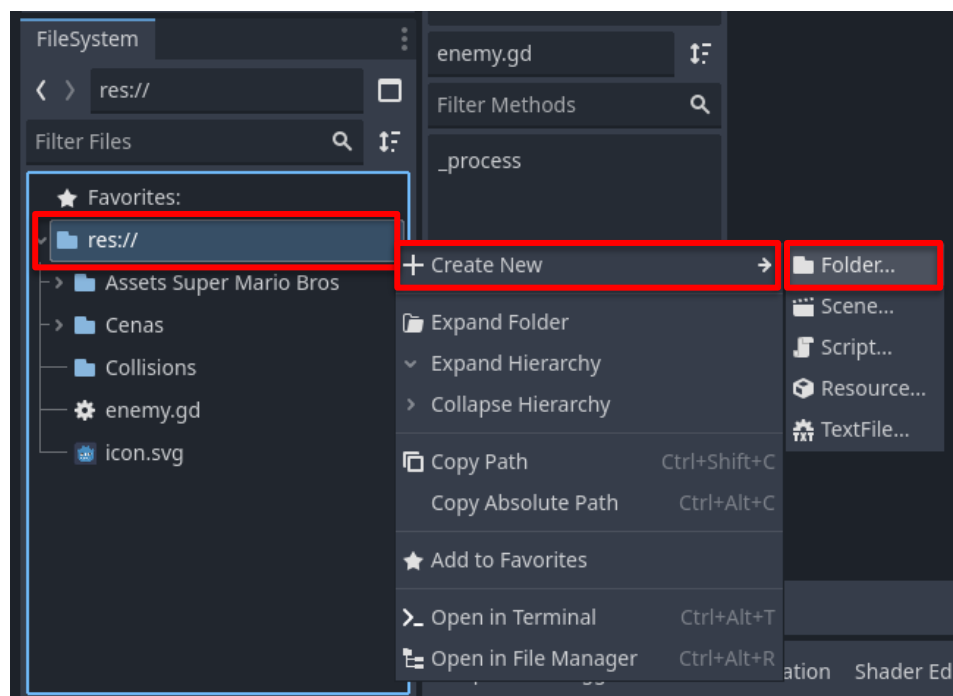 FileSystem
res://
Filter Files
Favorites:
res://
Assets Super Mario Bros
Cenas
Collisions
enemy.gd
icon.svg
enemy.gd
Filter Methods
_process
Create New
Expand Folder
Expand Hierarchy
Collapse Hierarchy
Copy Path Ctrl+Shift+C
Copy Absolute Path Ctrl+Alt+C
Add to Favorites
Open in Terminal Ctrl+Alt+T
Open in File Manager Ctrl+Alt+R
Folder...
Scene...
Script...
Resource...
TextFile...
ation Shader Ed